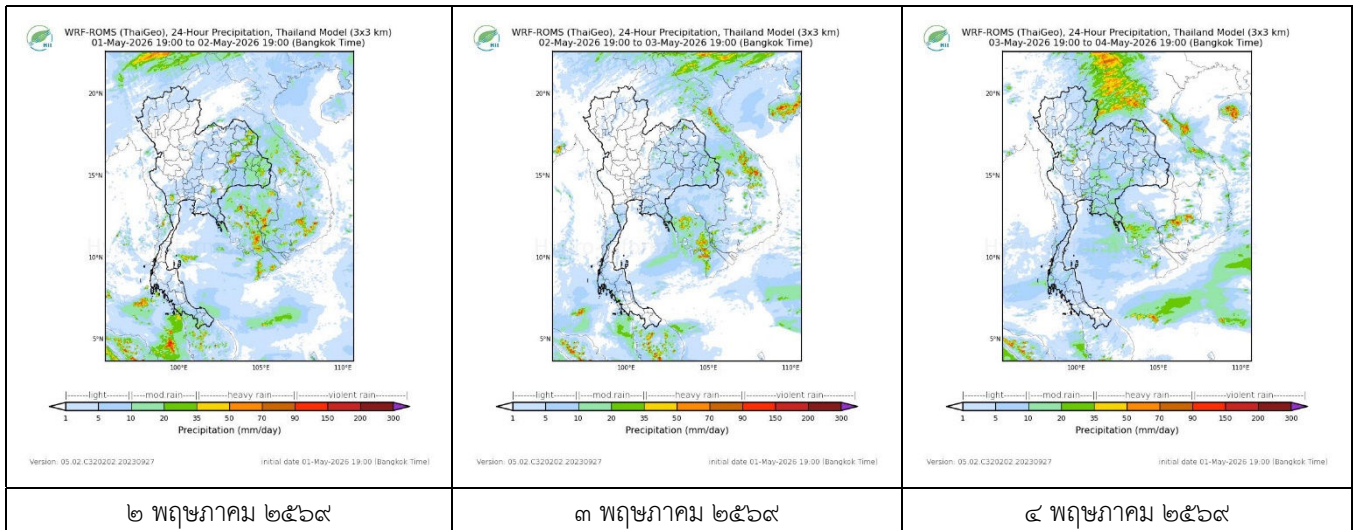 WRF-ROMS (ThaiGeo), 24-Hour Precipitation, Thailand Model (3x3 km)
01-May-2026 19:00 to 02-May-2026 19:00 (Bangkok Time)
20°N
15°N
10°N
5°N
100°E 105°E 110°E
light mod rain heavy rain violent rain
1 5 10 20 35 50 70 90 150 200 300
Precipitation (mm/day)
Version: 05.02.C320202.20230927 initial date 01-May-2026 19:00 (Bangkok Time)
๒ พฤษภาคม ๒๕๖๙
WRF-ROMS (ThaiGeo), 24-Hour Precipitation, Thailand Model (3x3 km)
02-May-2026 19:00 to 03-May-2026 19:00 (Bangkok Time)
20°N
15°N
10°N
5°N
100°E 105°E 110°E
light mod rain heavy rain violent rain
1 5 10 20 35 50 70 90 150 200 300
Precipitation (mm/day)
Version: 05.02.C320202.20230927 initial date 01-May-2026 19:00 (Bangkok Time)
๓ พฤษภาคม ๒๕๖๙
WRF-ROMS (ThaiGeo), 24-Hour Precipitation, Thailand Model (3x3 km)
03-May-2026 19:00 to 04-May-2026 19:00 (Bangkok Time)
20°N
15°N
10°N
5°N
100°E 105°E 110°E
light mod rain heavy rain violent rain
1 5 10 20 35 50 70 90 150 200 300
Precipitation (mm/day)
Version: 05.02.C320202.20230927 initial date 01-May-2026 19:00 (Bangkok Time)
๔ พฤษภาคม ๒๕๖๙